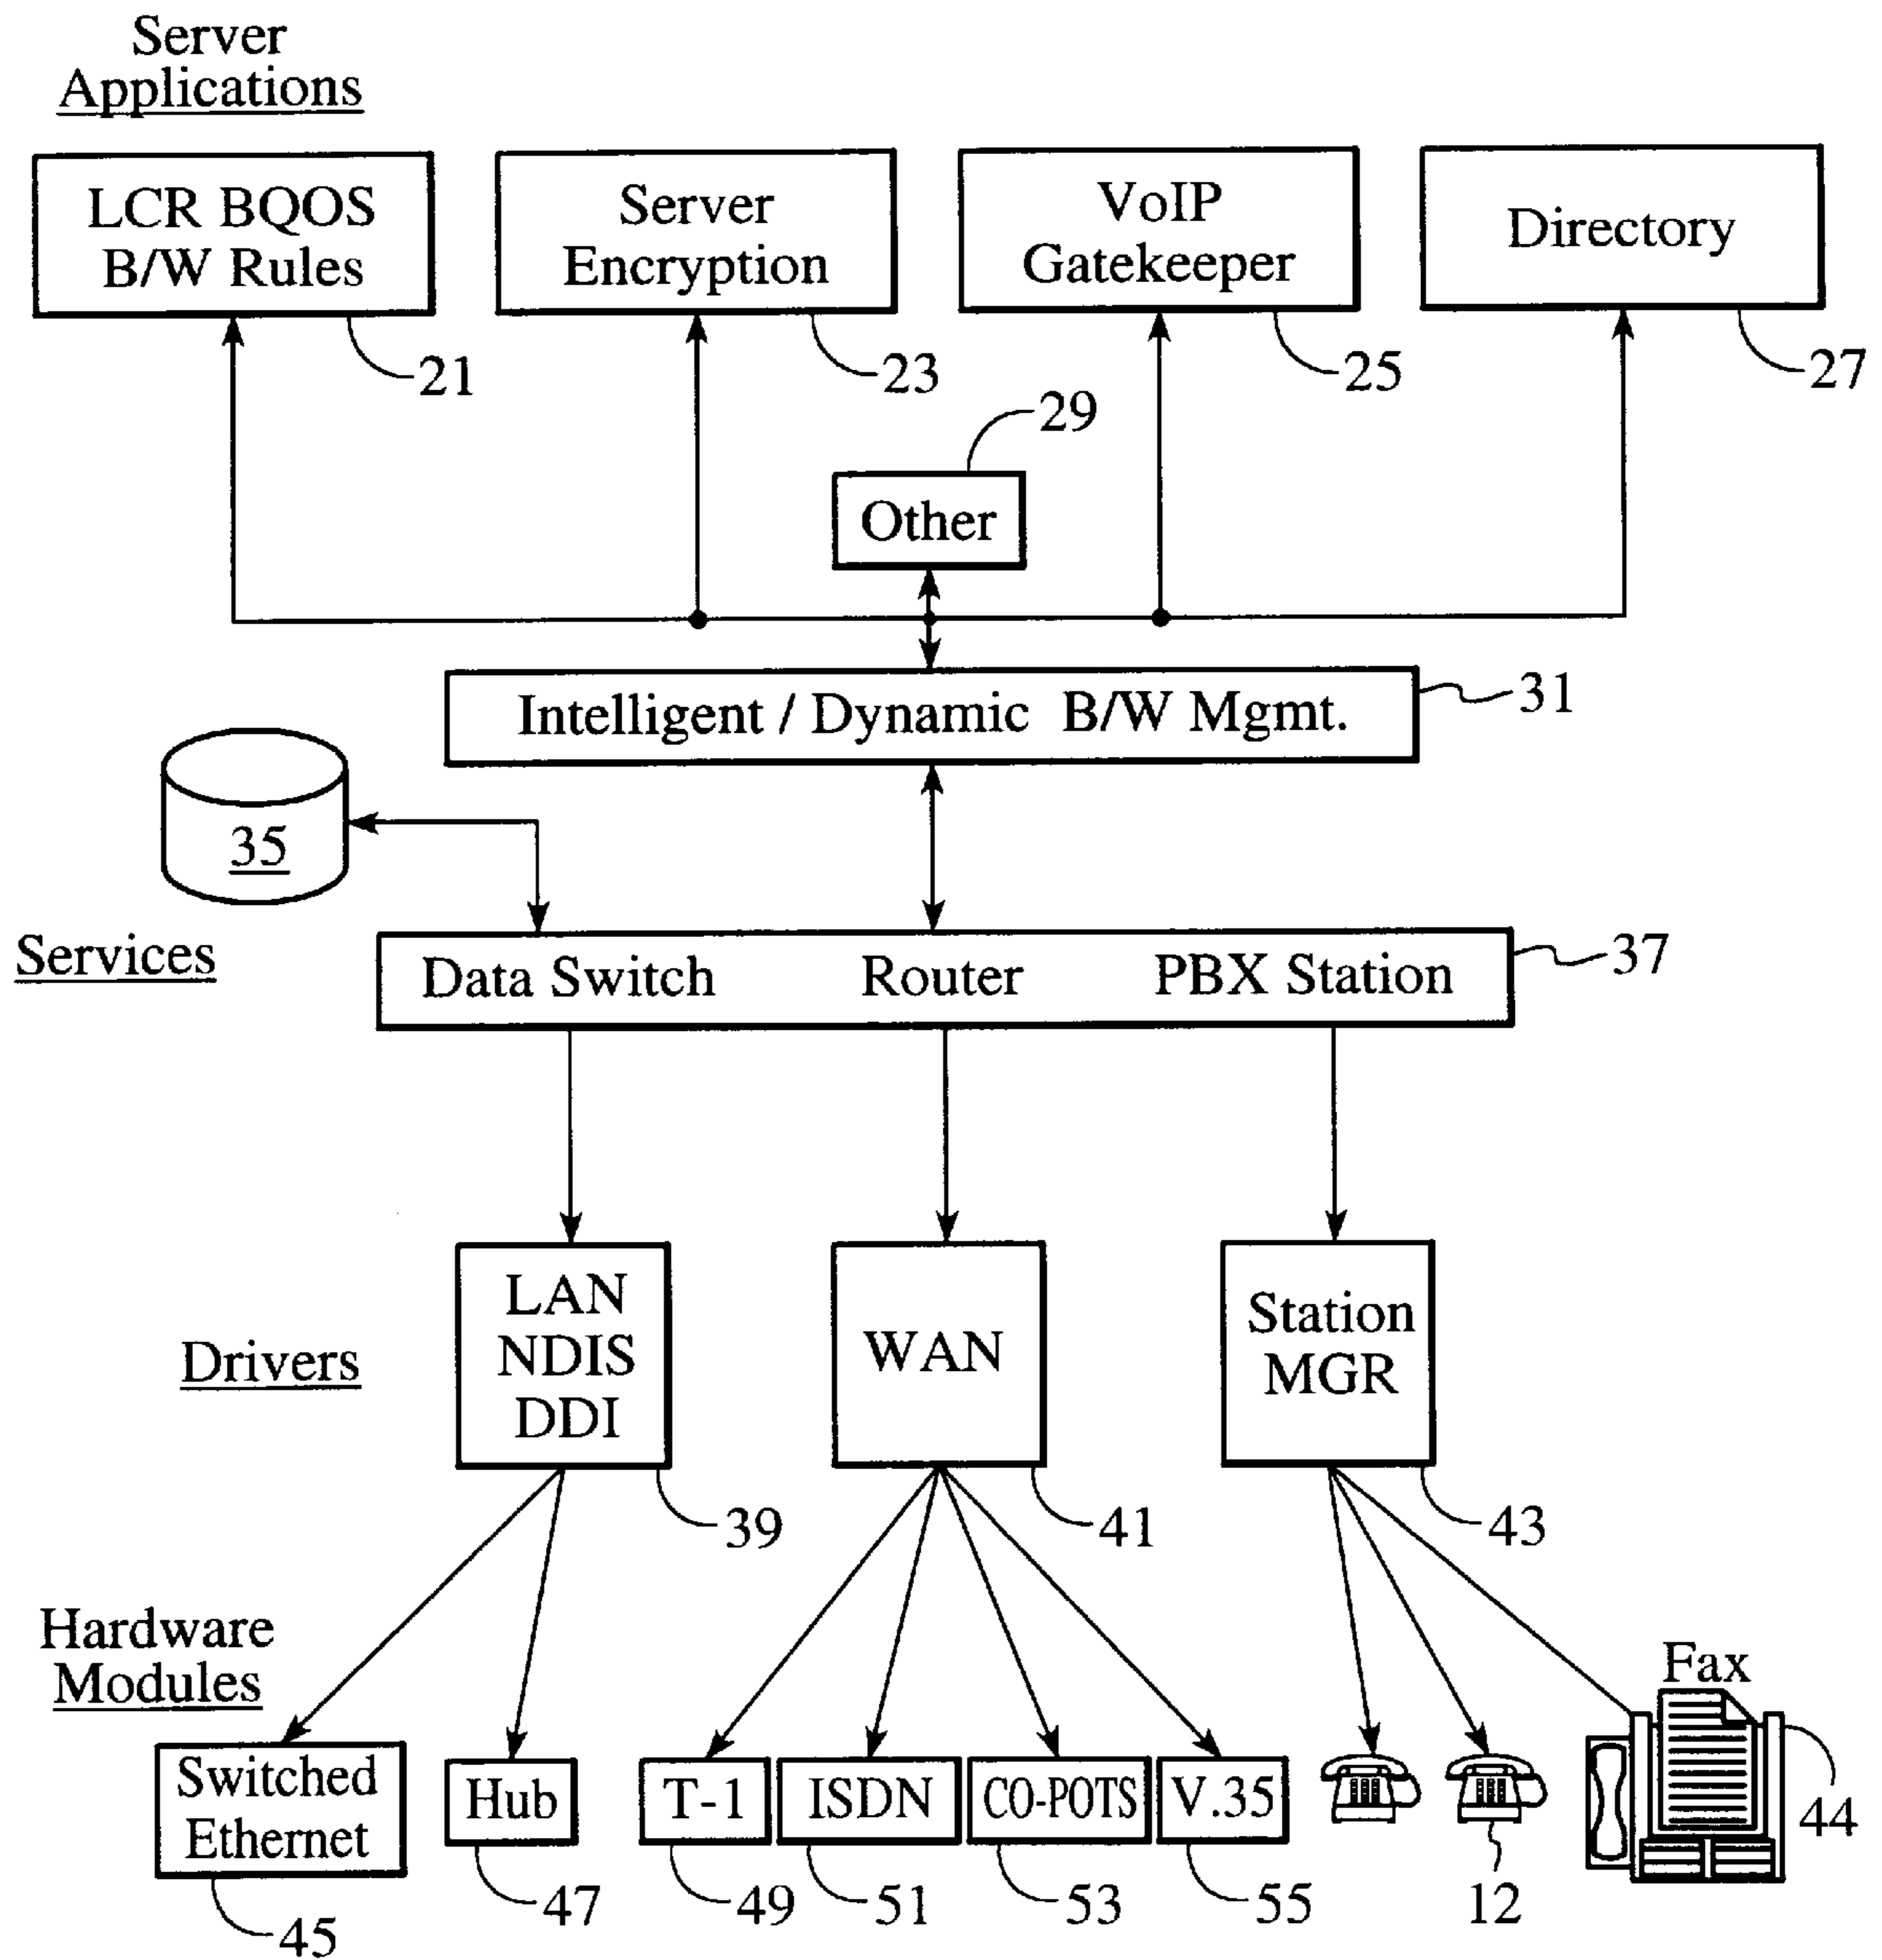 Server
Applications
LCR BQOS
B/W Rules
Server
Encryption
VoIP
Gatekeeper
Directory
21
23
25
27
29
Other
Intelligent / Dynamic B/W Mgmt.
31
35
Services
Data Switch Router PBX Station
37
Drivers
LAN
NDIS
DDI
WAN
Station
MGR
39
41
43
Hardware
Modules
Fax
Switched
Ethernet
Hub
T-1
ISDN
CO-POTS
V.35
44
45
47
49
51
53
55
12